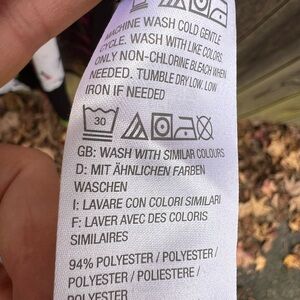 MACHINE WASH COLD GENTLE
CYCLE. WASH WITH LIKE COLORS
ONLY NON-CHLORINE BLEACH WHEN
NEEDED. TUMBLE DRY LOW. LOW
IRON IF NEEDED
30
GB: WASH WITH SIMILAR COLOURS
D: MIT ÄHNLICHEN FARBEN
WASCHEN
I: LAVARE CON COLORI SIMILARI
F: LAVER AVEC DES COLORIS
SIMILAIRES
94% POLYESTER / POLYESTER /
POLYESTER / POLIESTERE /
POLYESTER